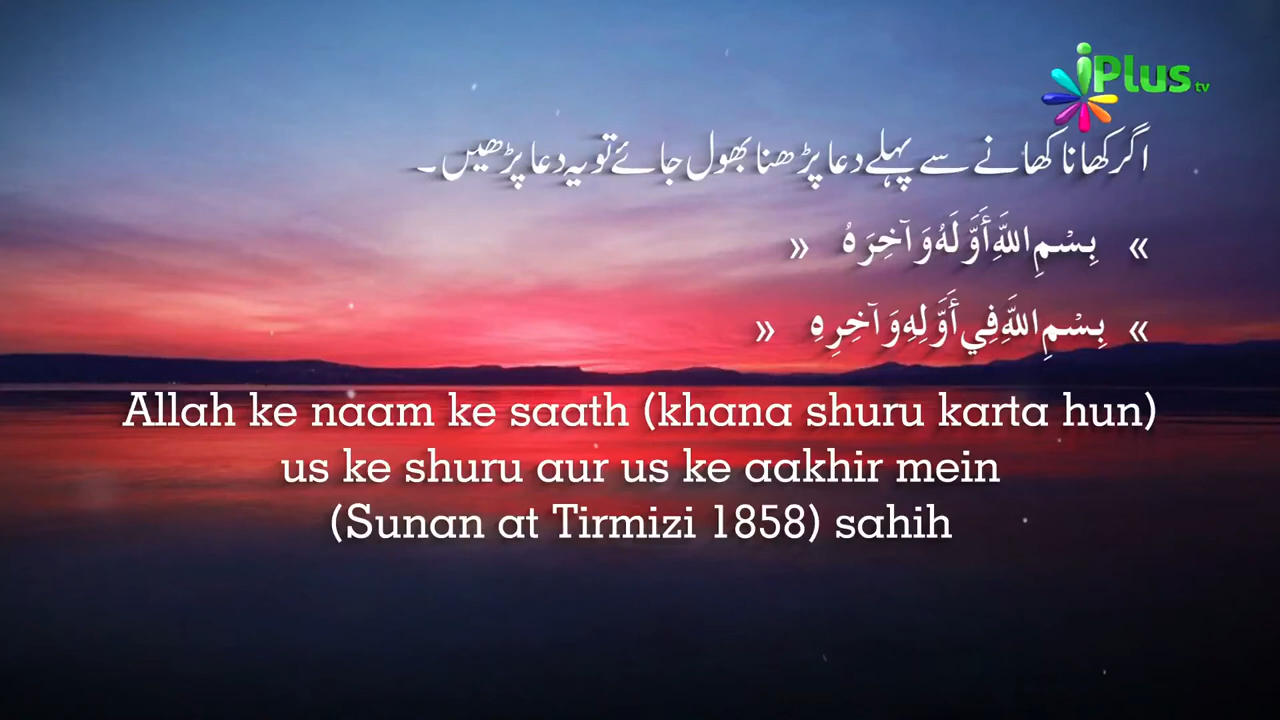 iPlus tv
اگر کھانا کھانے سے پہلے دعا پڑھنا بھول جائے تو یہ دعا پڑھیں۔
« بِسْمِ اللَّهِ أَوَّلَهُ وَآخِرَهُ »
« بِسْمِ اللَّهِ فِي أَوَّلِهِ وَآخِرِهِ »
Allah ke naam ke saath (khana shuru karta hun)
us ke shuru aur us ke aakhir mein
(Sunan at Tirmizi 1858) sahih